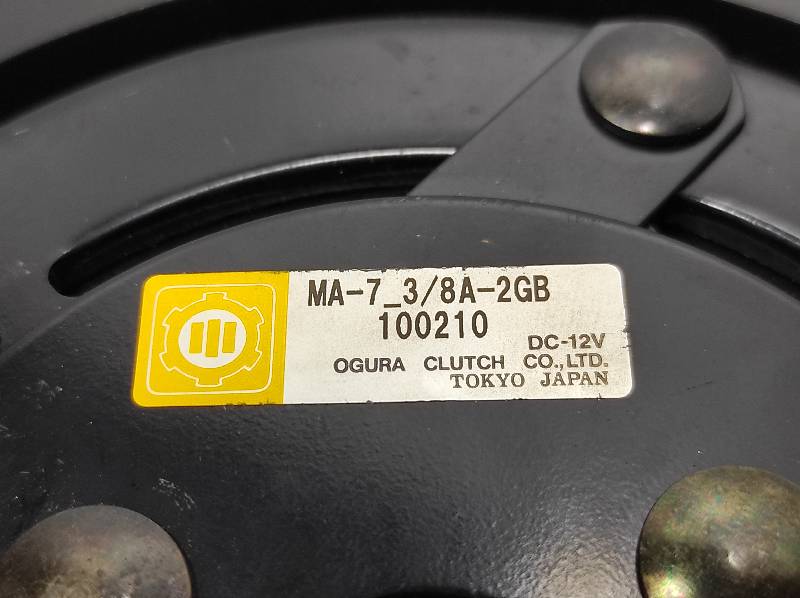 MA-7_3/8A-2GB
100210
DC-12V
OGURA CLUTCH CO.,LTD.
TOKYO JAPAN